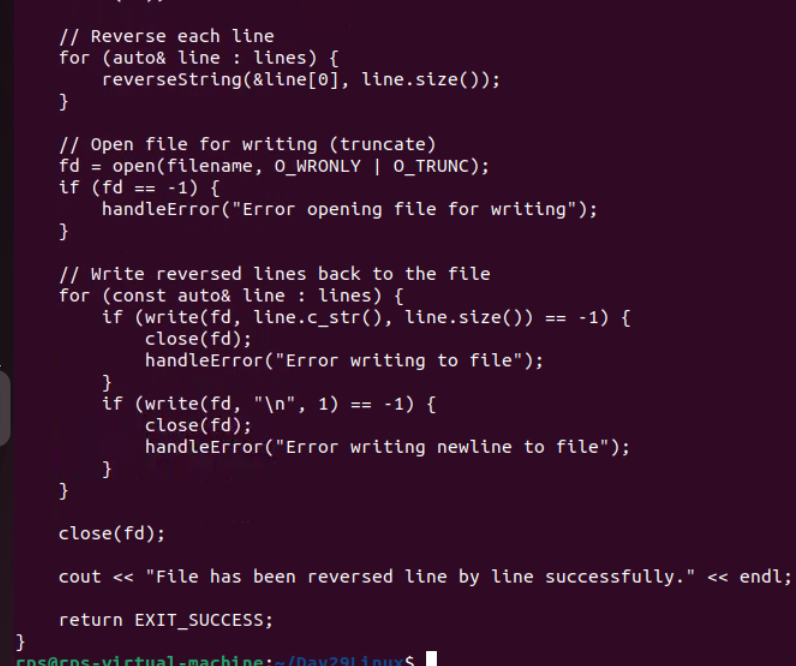 // Reverse each line
    for (auto& line : lines) {
        reverseString(&line[0], line.size());
    }

    // Open file for writing (truncate)
    fd = open(filename, O_WRONLY | O_TRUNC);
    if (fd == -1) {
        handleError("Error opening file for writing");
    }

    // Write reversed lines back to the file
    for (const auto& line : lines) {
        if (write(fd, line.c_str(), line.size()) == -1) {
            close(fd);
            handleError("Error writing to file");
        }
        if (write(fd, "\n", 1) == -1) {
            close(fd);
            handleError("Error writing newline to file");
        }
    }

    close(fd);

    cout << "File has been reversed line by line successfully." << endl;

    return EXIT_SUCCESS;
}
rps@rps-virtual-machine:~/Day29Linux$